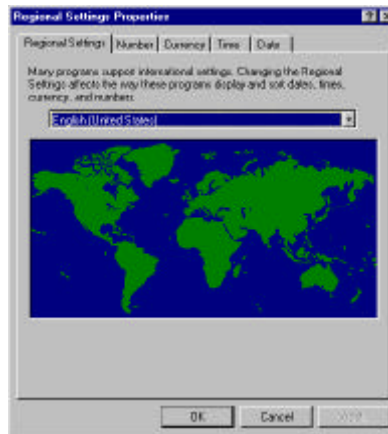 Regional Settings Properties
Regional Settings Number Currency Time Date
Many programs support international settings. Changing the Regional
Settings affects the way these programs display and sort dates, times,
currency, and numbers.
English (United States)
OK Cancel